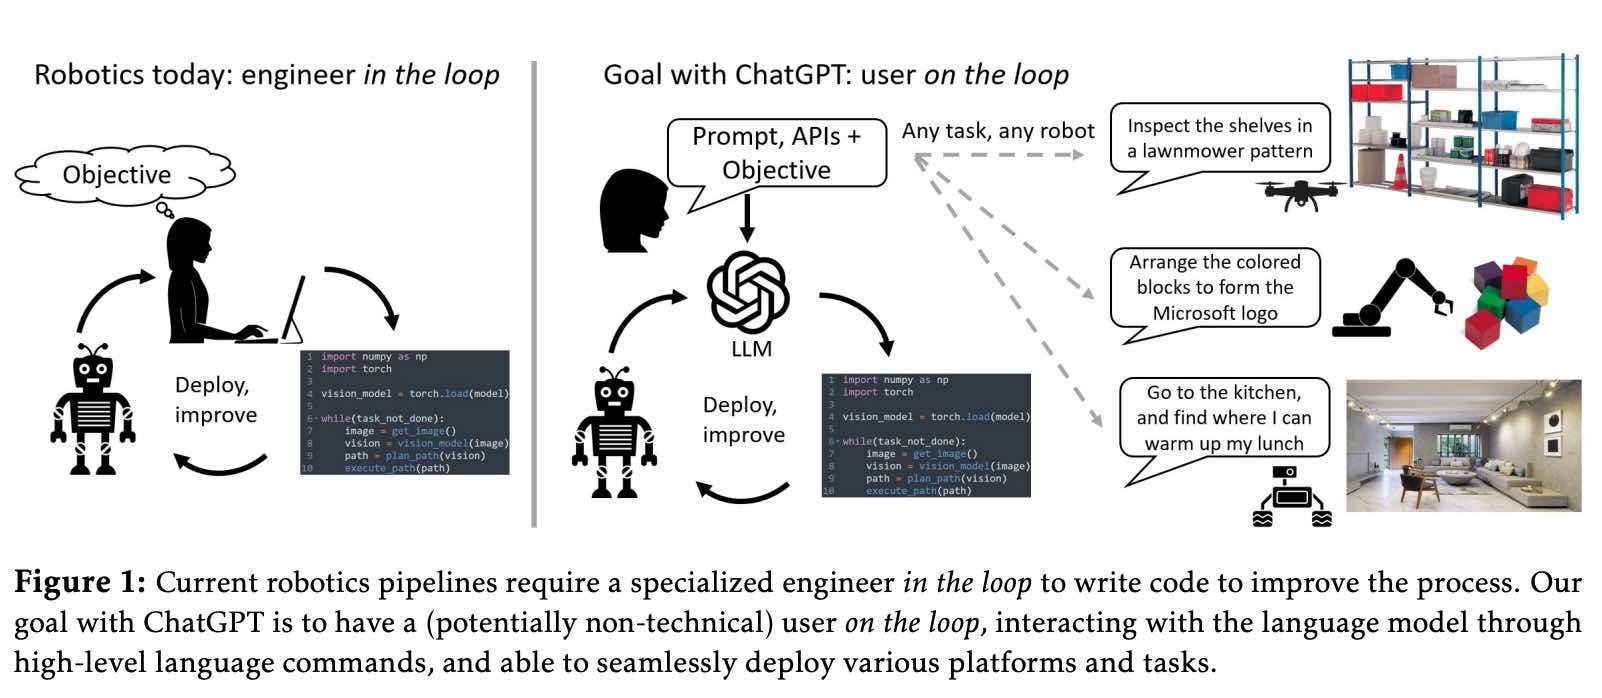 Robotics today: engineer in the loop
Objective
Deploy,
improve
1 import numpy as np
2 import torch
3
4 vision_model = torch.load(model)
5
6 while(task_not_done):
7 image = get_image()
8 vision = vision_model(image)
9 path = plan_path(vision)
10 execute_path(path)
Goal with ChatGPT: user on the loop
Prompt, APIs +
Objective
LLM
Deploy,
improve
1 import numpy as np
2 import torch
3
4 vision_model = torch.load(model)
5
6 while(task_not_done):
7 image = get_image()
8 vision = vision_model(image)
9 path = plan_path(vision)
10 execute_path(path)
Any task, any robot
Inspect the shelves in
a lawnmower pattern
Arrange the colored
blocks to form the
Microsoft logo
Go to the kitchen,
and find where I can
warm up my lunch
Figure 1: Current robotics pipelines require a specialized engineer in the loop to write code to improve the process. Our
goal with ChatGPT is to have a (potentially non-technical) user on the loop, interacting with the language model through
high-level language commands, and able to seamlessly deploy various platforms and tasks.